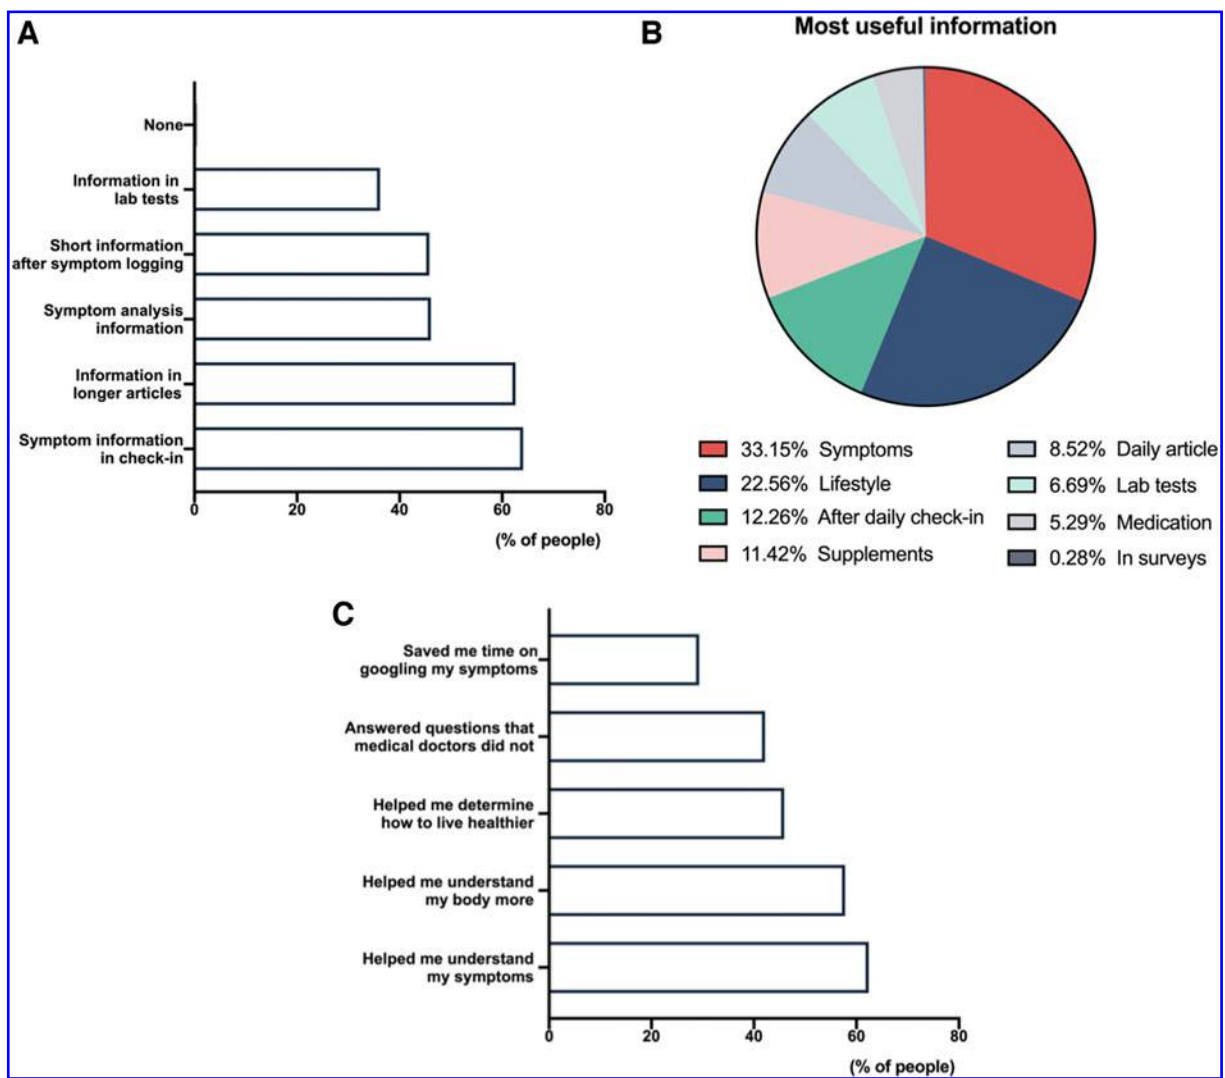 A
None
Information in
lab tests
Short information
after symptom logging
Symptom analysis
information
Information in
longer articles
Symptom information
in check-in
0 20 40 60 80
(% of people)
B
Most useful information
33.15% Symptoms
22.56% Lifestyle
12.26% After daily check-in
11.42% Supplements
8.52% Daily article
6.69% Lab tests
5.29% Medication
0.28% In surveys
C
Saved me time on
googling my symptoms
Answered questions that
medical doctors did not
Helped me determine
how to live healthier
Helped me understand
my body more
Helped me understand
my symptoms
0 20 40 60 80
(% of people)